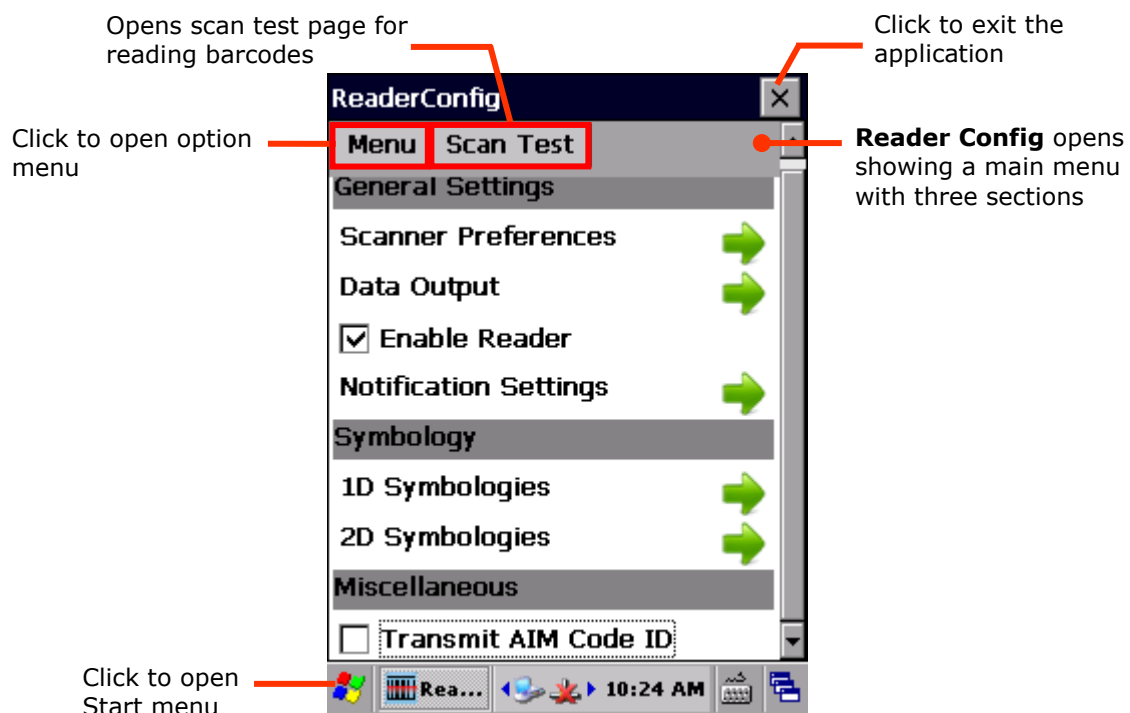 Opens scan test page for
reading barcodes
Click to exit the
application
ReaderConfig
Click to open option
menu
Menu
Scan Test
Reader Config opens
showing a main menu
with three sections
General Settings
Scanner Preferences
Data Output
Enable Reader
Notification Settings
Symbology
1D Symbologies
2D Symbologies
Miscellaneous
Transmit AIM Code ID
Click to open
Start menu
Rea...
10:24 AM